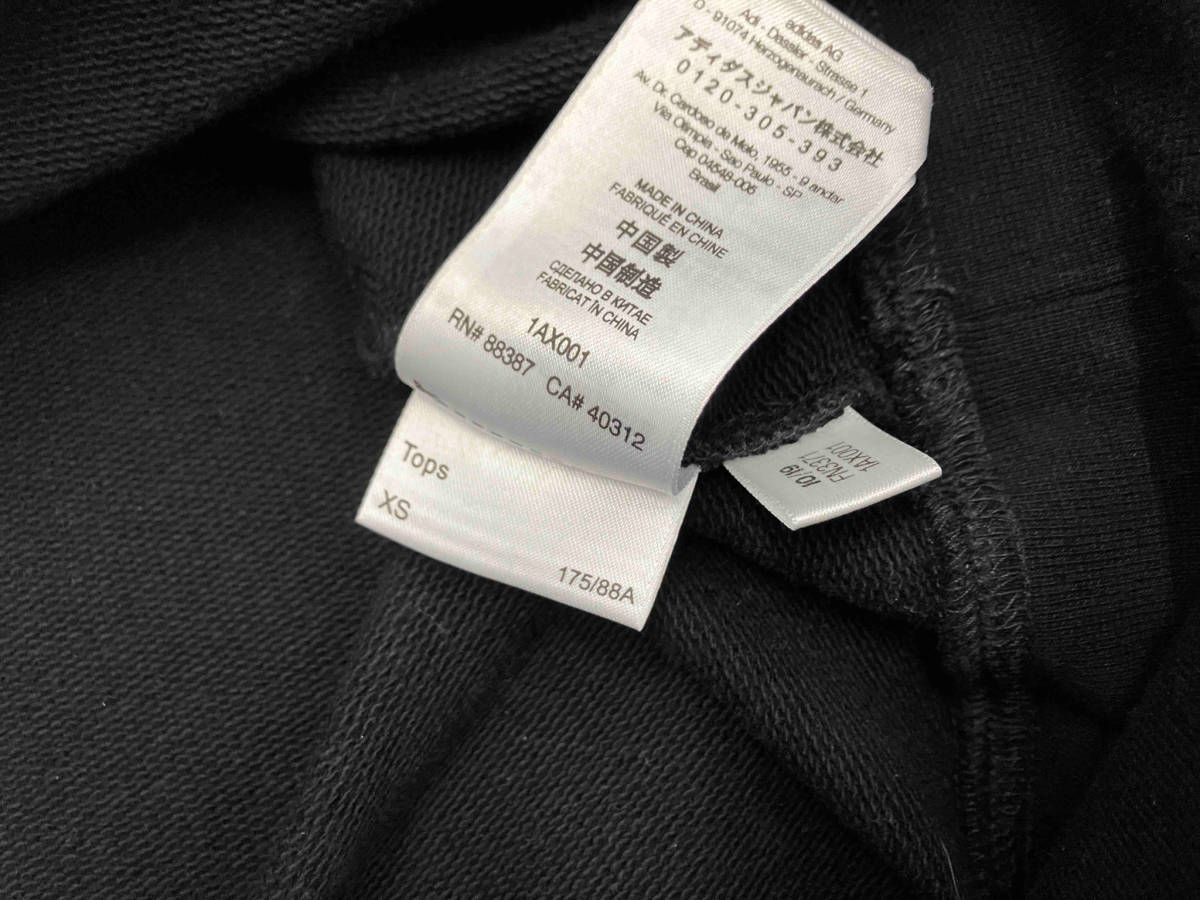 adidas AG
Adi - Dassler - Strasse 1
D - 91074 Herzogenaurach / Germany
アディダスジャパン株式会社
0120-305-393
Av. Dr. Cardoso de Melo, 1955 - 9 andar
Vila Olimpia - Sao Paulo - SP
Cep 04548-005
Brasil
MADE IN CHINA
FABRIQUÉ EN CHINE
中国製
中国制造
СДЕЛАНО В КИТАЕ
FABRICAT ÎN CHINA
1AX001
RN# 88387 CA# 40312
Tops
XS
175/88A
10/19
FN3371
1AX001